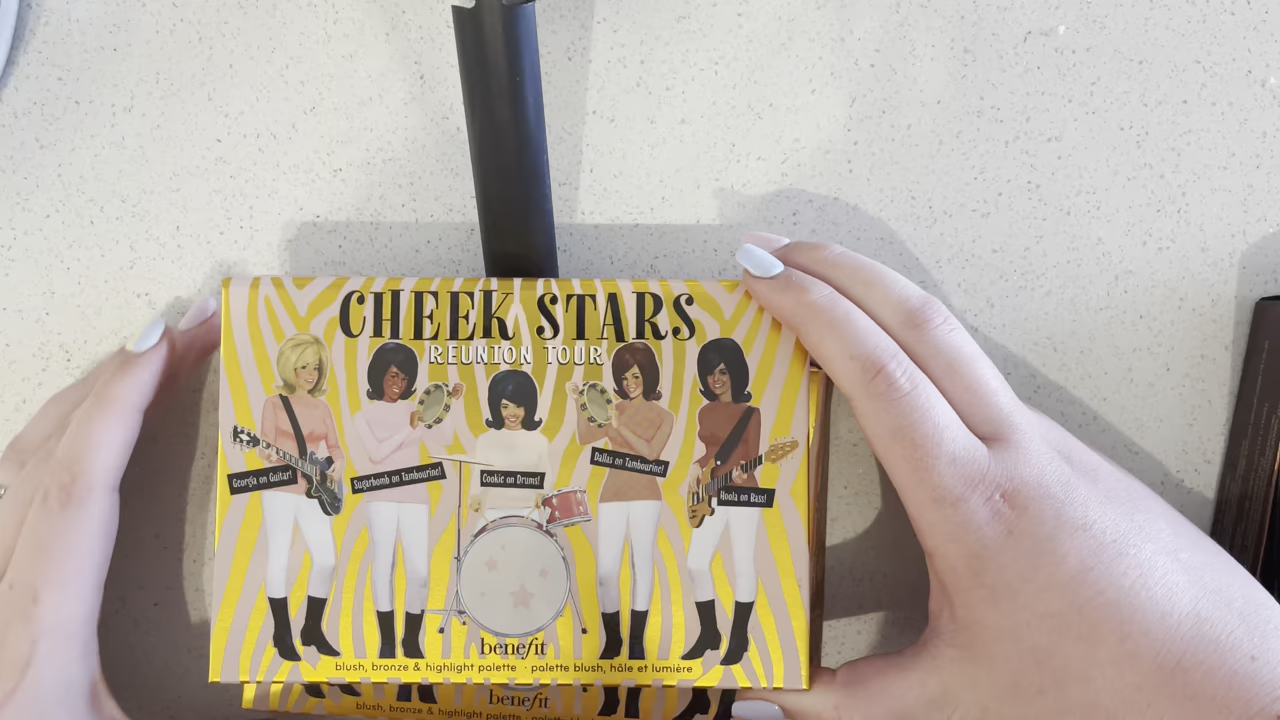 CHEEK STARS
REUNION TOUR
Georgia on Guitar!
Sugarbomb on Tambourine!
Cookie on Drums!
Dallas on Tambourine!
Hoola on Bass!
benefit
blush, bronze & highlight palette · palette blush, hâle et lumière
benefit
blush, bronze & highlight palette